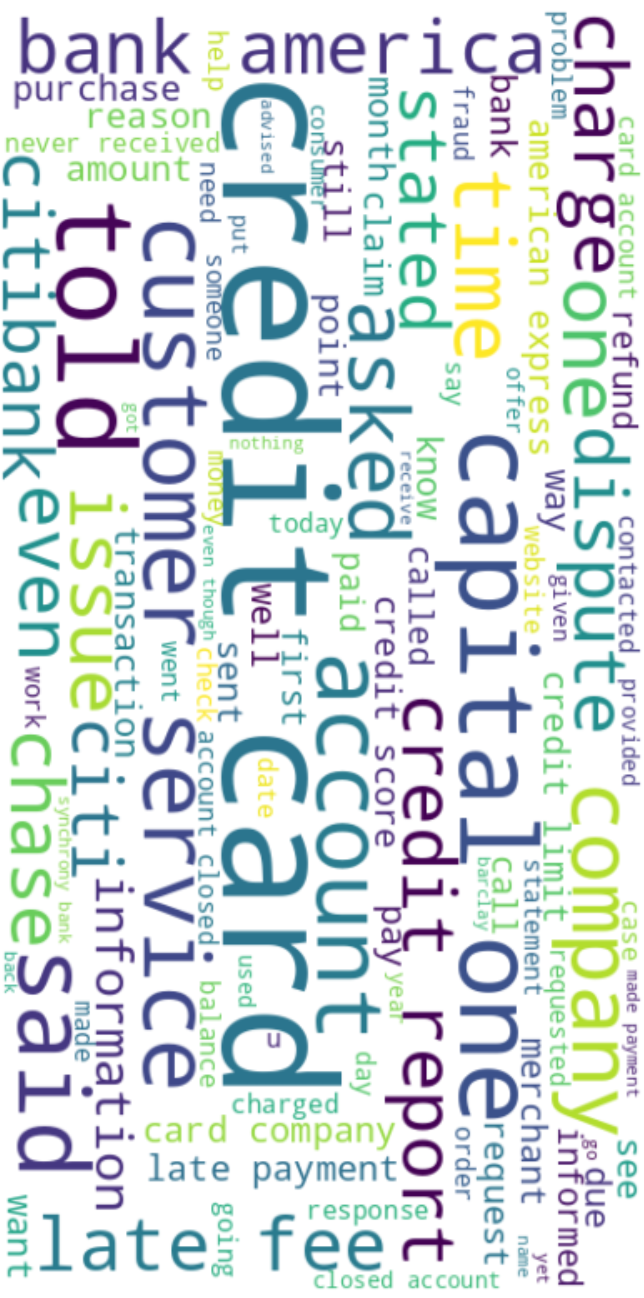 bank america
problem
charge
help
purchase
reason
never received
amount
credit card
advised
consumer
still
month
claim
stated
fraud
bank
time
american express
card account
refund
one
dispute
citibank
told
customer service
need
someone
put
point
asked
say
offer
know
receive
capital one
way
website
given
contacted
provided
got
nothing
money
today
even though
even
issue
transaction
went
check
sent
well
first
paid
account
credit score
called
credit report
credit limit
company
work
chase
citi
synchrony bank
said
back
information
made
account closed
date
used
u
balance
pay
year
day
call
barclay
statement
requested
case
made payment
merchant
charged
card company
late payment
order
request
informed
go
due
see
want
late fee
going
response
closed account
name
yet